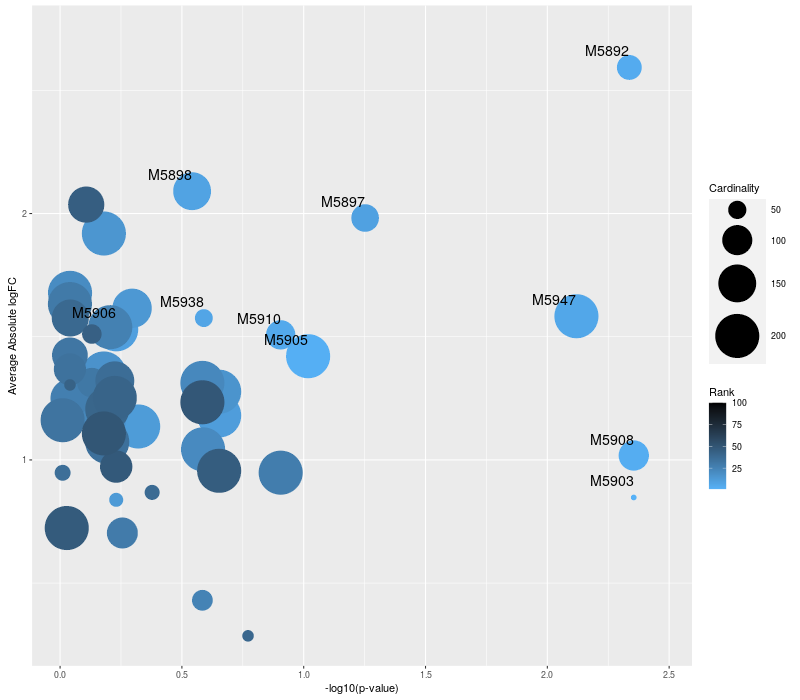 M5892
M5898
M5897
M5947
M5938
M5906
M5910
M5905
M5908
M5903
2
1
0.0
0.5
1.0
1.5
2.0
2.5
-log10(p-value)
Average Absolute logFC
Cardinality
50
100
150
200
Rank
100
75
50
25